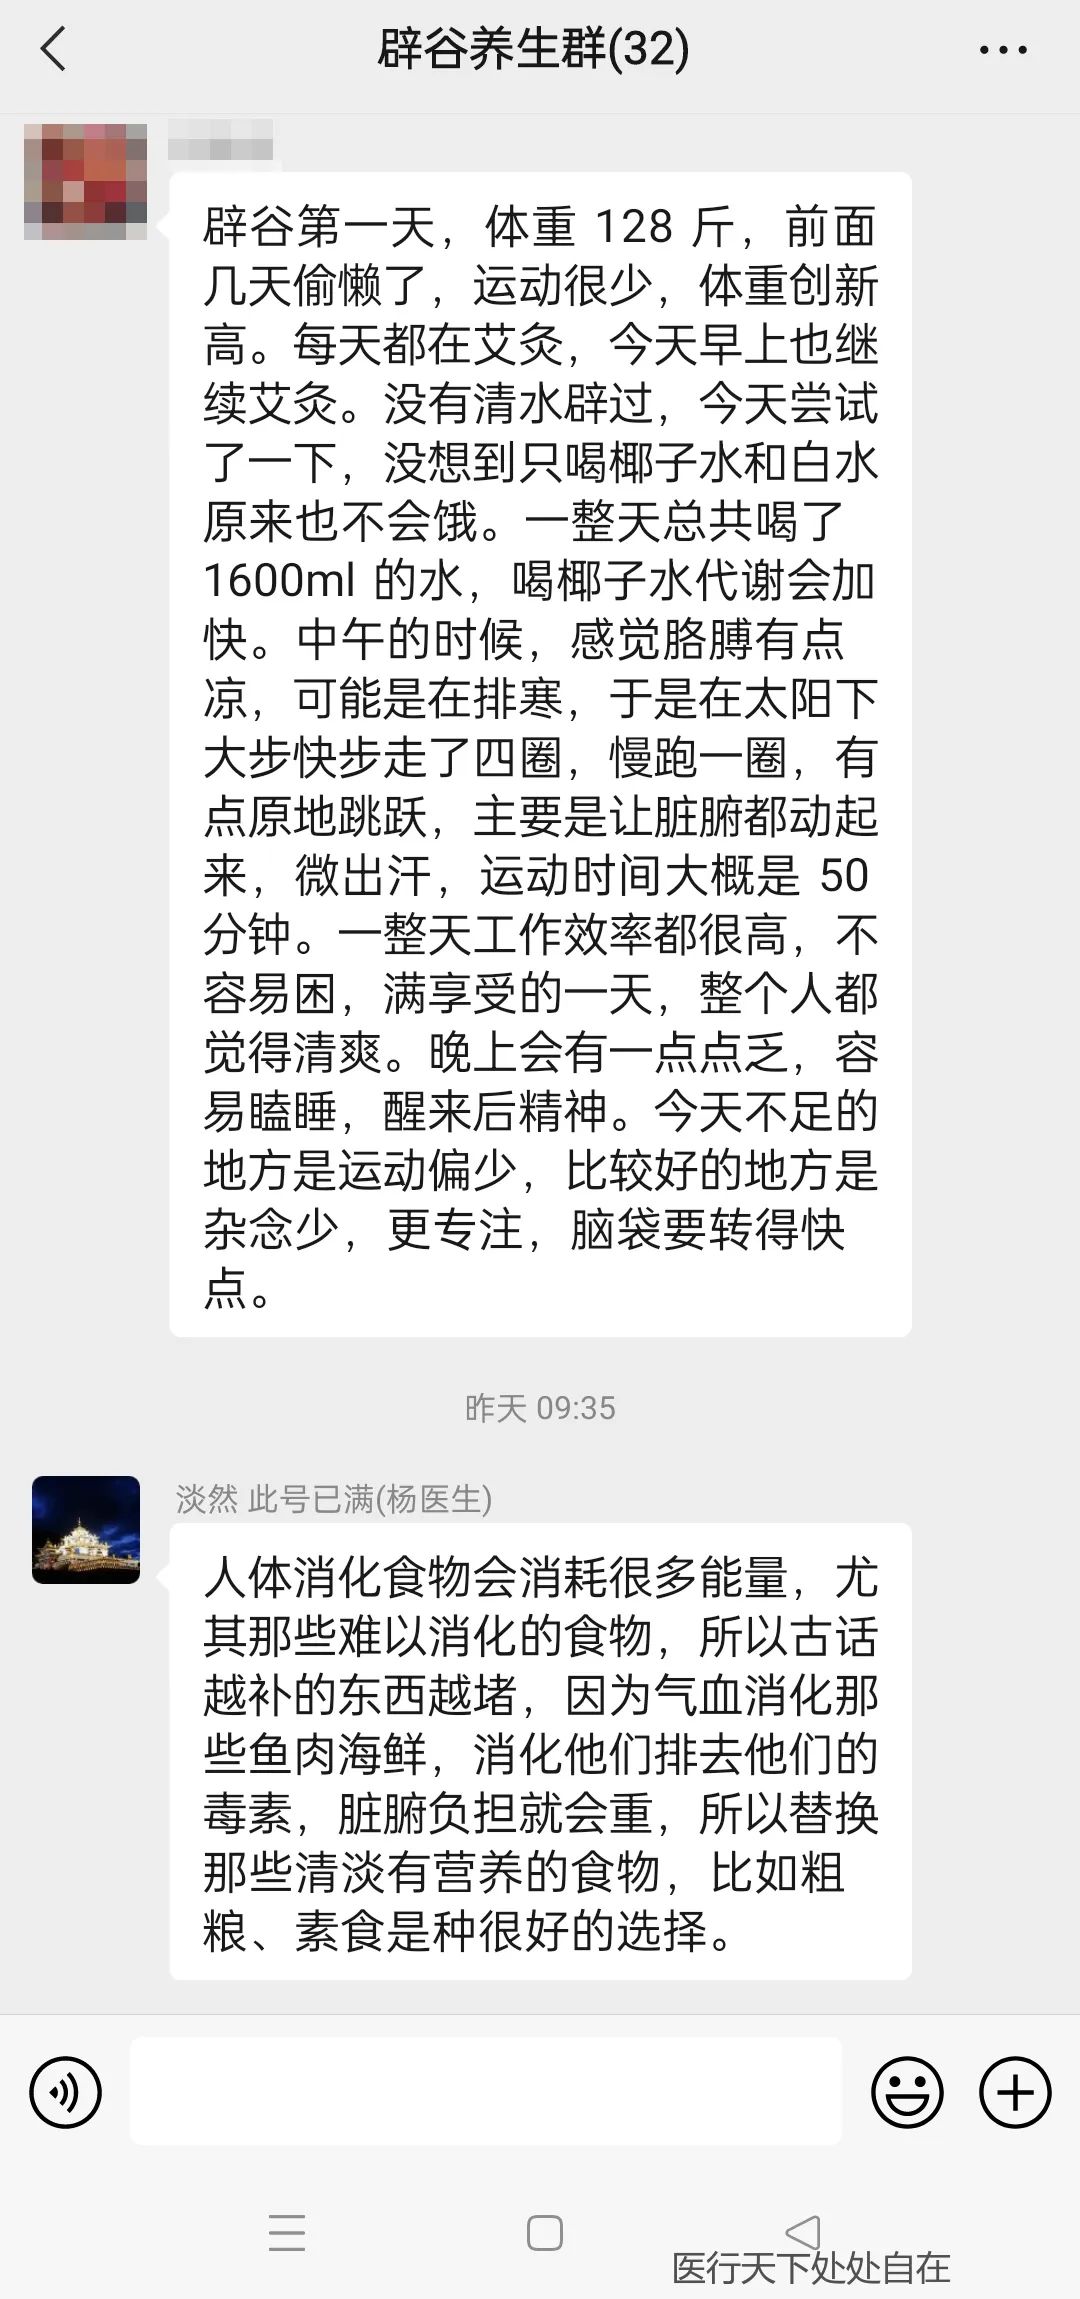 辟谷养生群(32)
辟谷第一天，体重 128 斤，前面
几天偷懒了，运动很少，体重创新
高。每天都在艾灸，今天早上也继
续艾灸。没有清水辟过，今天尝试
了一下，没想到只喝椰子水和白水
原来也不会饿。一整天总共喝了
1600ml 的水，喝椰子水代谢会加
快。中午的时候，感觉胳膊有点
凉，可能是在排寒，于是在太阳下
大步快步走了四圈，慢跑一圈，有
点原地跳跃，主要是让脏腑都动起
来，微出汗，运动时间大概是 50
分钟。一整天工作效率都很高，不
容易困，满享受的一天，整个人都
觉得清爽。晚上会有一点点乏，容
易瞌睡，醒来后精神。今天不足的
地方是运动偏少，比较好的地方是
杂念少，更专注，脑袋要转得快
点。
昨天 09:35
淡然 此号已满(杨医生)
人体消化食物会消耗很多能量，尤
其那些难以消化的食物，所以古话
越补的东西越堵，因为气血消化那
些鱼肉海鲜，消化他们排去他们的
毒素，脏腑负担就会重，所以替换
那些清淡有营养的食物，比如粗
粮、素食是种很好的选择。
医行天下处处自在